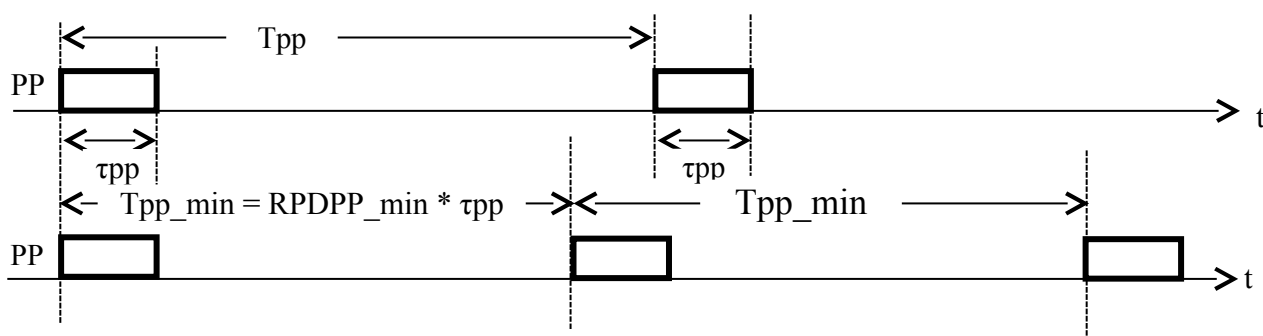 Tpp
PP
t
τpp τpp
Tpp_min = RPDPP_min * τpp Tpp_min
PP
t